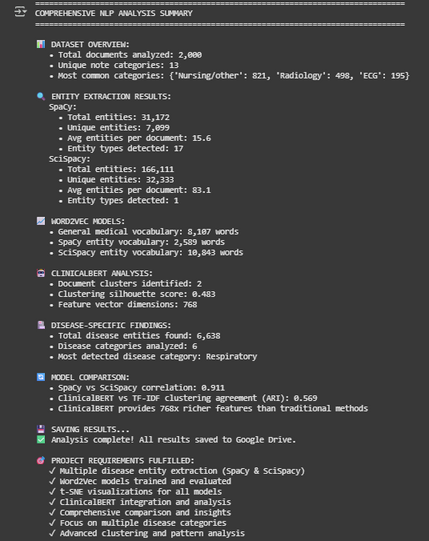 ================================================================================
COMPREHENSIVE NLP ANALYSIS SUMMARY
================================================================================
📊 DATASET OVERVIEW:
• Total documents analyzed: 2,000
• Unique note categories: 13
• Most common categories: {'Nursing/other': 821, 'Radiology': 498, 'ECG': 195}
🔍 ENTITY EXTRACTION RESULTS:
SpaCy:
• Total entities: 31,172
• Unique entities: 7,099
• Avg entities per document: 15.6
• Entity types detected: 17
SciSpacy:
• Total entities: 166,111
• Unique entities: 32,333
• Avg entities per document: 83.1
• Entity types detected: 1
📈 WORD2VEC MODELS:
• General medical vocabulary: 8,107 words
• SpaCy entity vocabulary: 2,589 words
• SciSpacy entity vocabulary: 10,843 words
🏥 CLINICALBERT ANALYSIS:
• Document clusters identified: 2
• Clustering silhouette score: 0.483
• Feature vector dimensions: 768
🔬 DISEASE-SPECIFIC FINDINGS:
• Total disease entities found: 6,638
• Disease categories analyzed: 6
• Most detected disease category: Respiratory
🔄 MODEL COMPARISON:
• SpaCy vs SciSpacy correlation: 0.911
• ClinicalBERT vs TF-IDF clustering agreement (ARI): 0.569
• ClinicalBERT provides 768x richer features than traditional methods
💾 SAVING RESULTS...
✅ Analysis complete! All results saved to Google Drive.
🎯 PROJECT REQUIREMENTS FULFILLED:
✓ Multiple disease entity extraction (SpaCy & SciSpacy)
✓ Word2Vec models trained and evaluated
✓ t-SNE visualizations for all models
✓ ClinicalBERT integration and analysis
✓ Comprehensive comparison and insights
✓ Focus on multiple disease categories
✓ Advanced clustering and pattern analysis